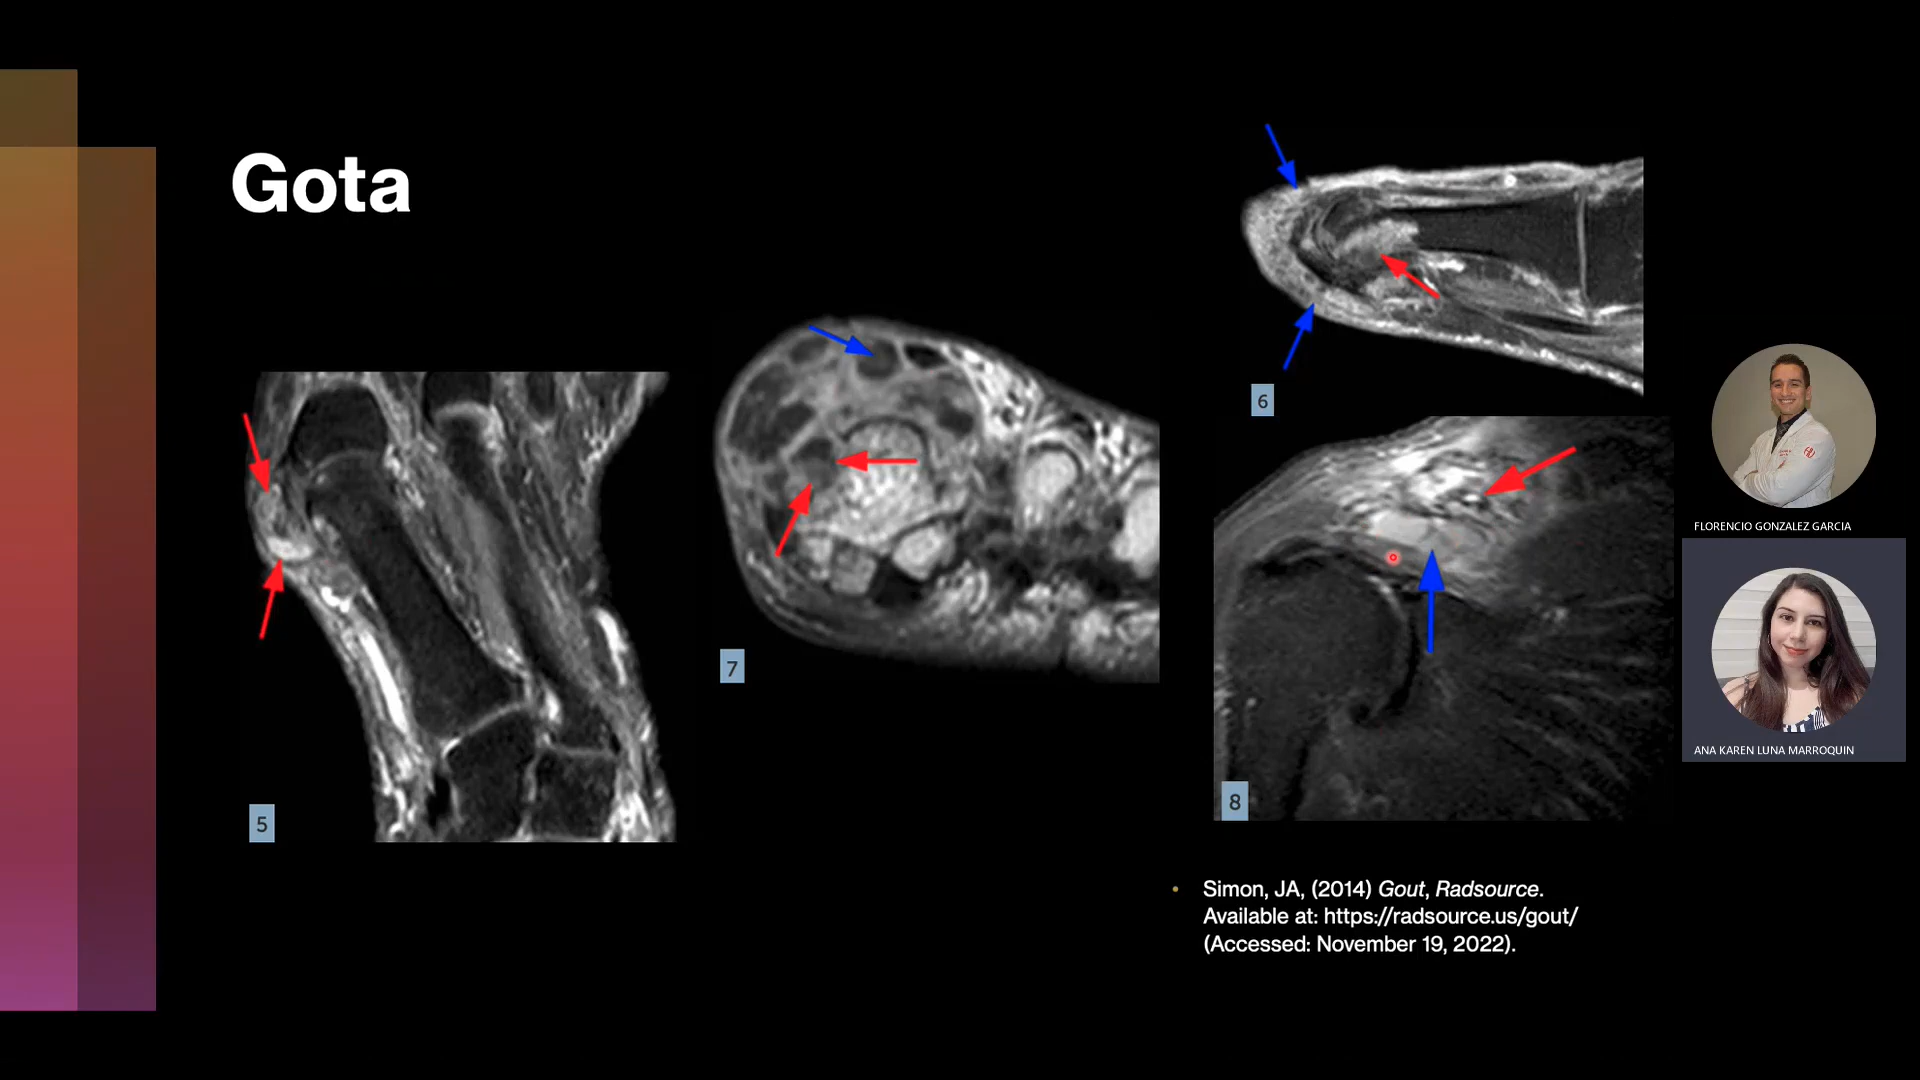 Gota
5
7
6
8
FLORENCIO GONZALEZ GARCIA
ANA KAREN LUNA MARROQUIN
• Simon, JA, (2014) Gout, Radsource.
Available at: https://radsource.us/gout/
(Accessed: November 19, 2022).